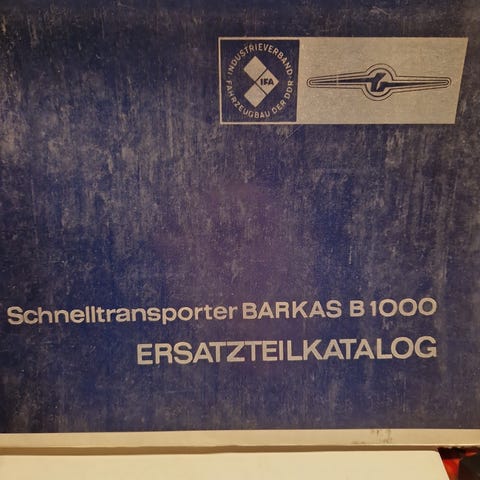 INDUSTRIEVERBAND
FAHRZEUGBAU DER DDR
IFA
Schnelltransporter BARKAS B 1000
ERSATZTEILKATALOG